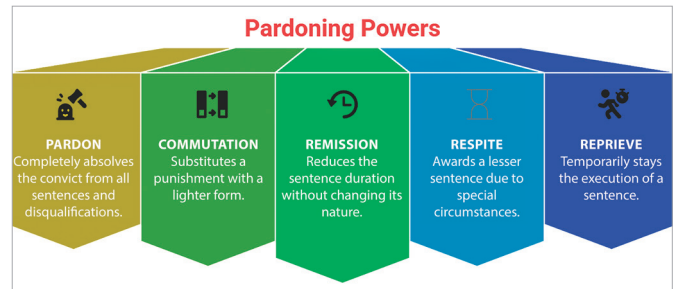 Pardoning Powers
PARDON
Completely absolves
the convict from all
sentences and
disqualifications.
COMMUTATION
Substitutes a
punishment with a
lighter form.
REMISSION
Reduces the
sentence duration
without changing its
nature.
RESPITE
Awards a lesser
sentence due to
special
circumstances.
REPRIEVE
Temporarily stays
the execution of a
sentence.